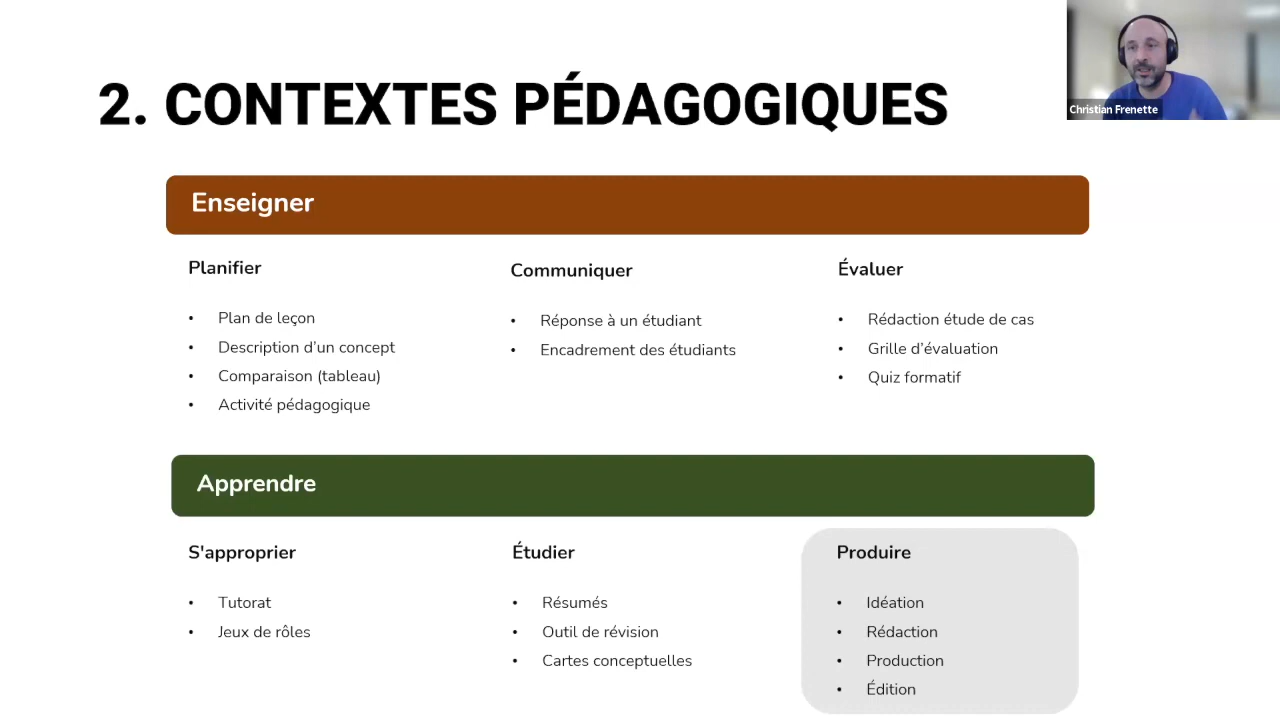 2. CONTEXTES PÉDAGOGIQUES
Christian Frenette
Enseigner
Planifier
• Plan de leçon
• Description d'un concept
• Comparaison (tableau)
• Activité pédagogique
Communiquer
• Réponse à un étudiant
• Encadrement des étudiants
Évaluer
• Rédaction étude de cas
• Grille d'évaluation
• Quiz formatif
Apprendre
S'approprier
• Tutorat
• Jeux de rôles
Étudier
• Résumés
• Outil de révision
• Cartes conceptuelles
Produire
• Idéation
• Rédaction
• Production
• Édition